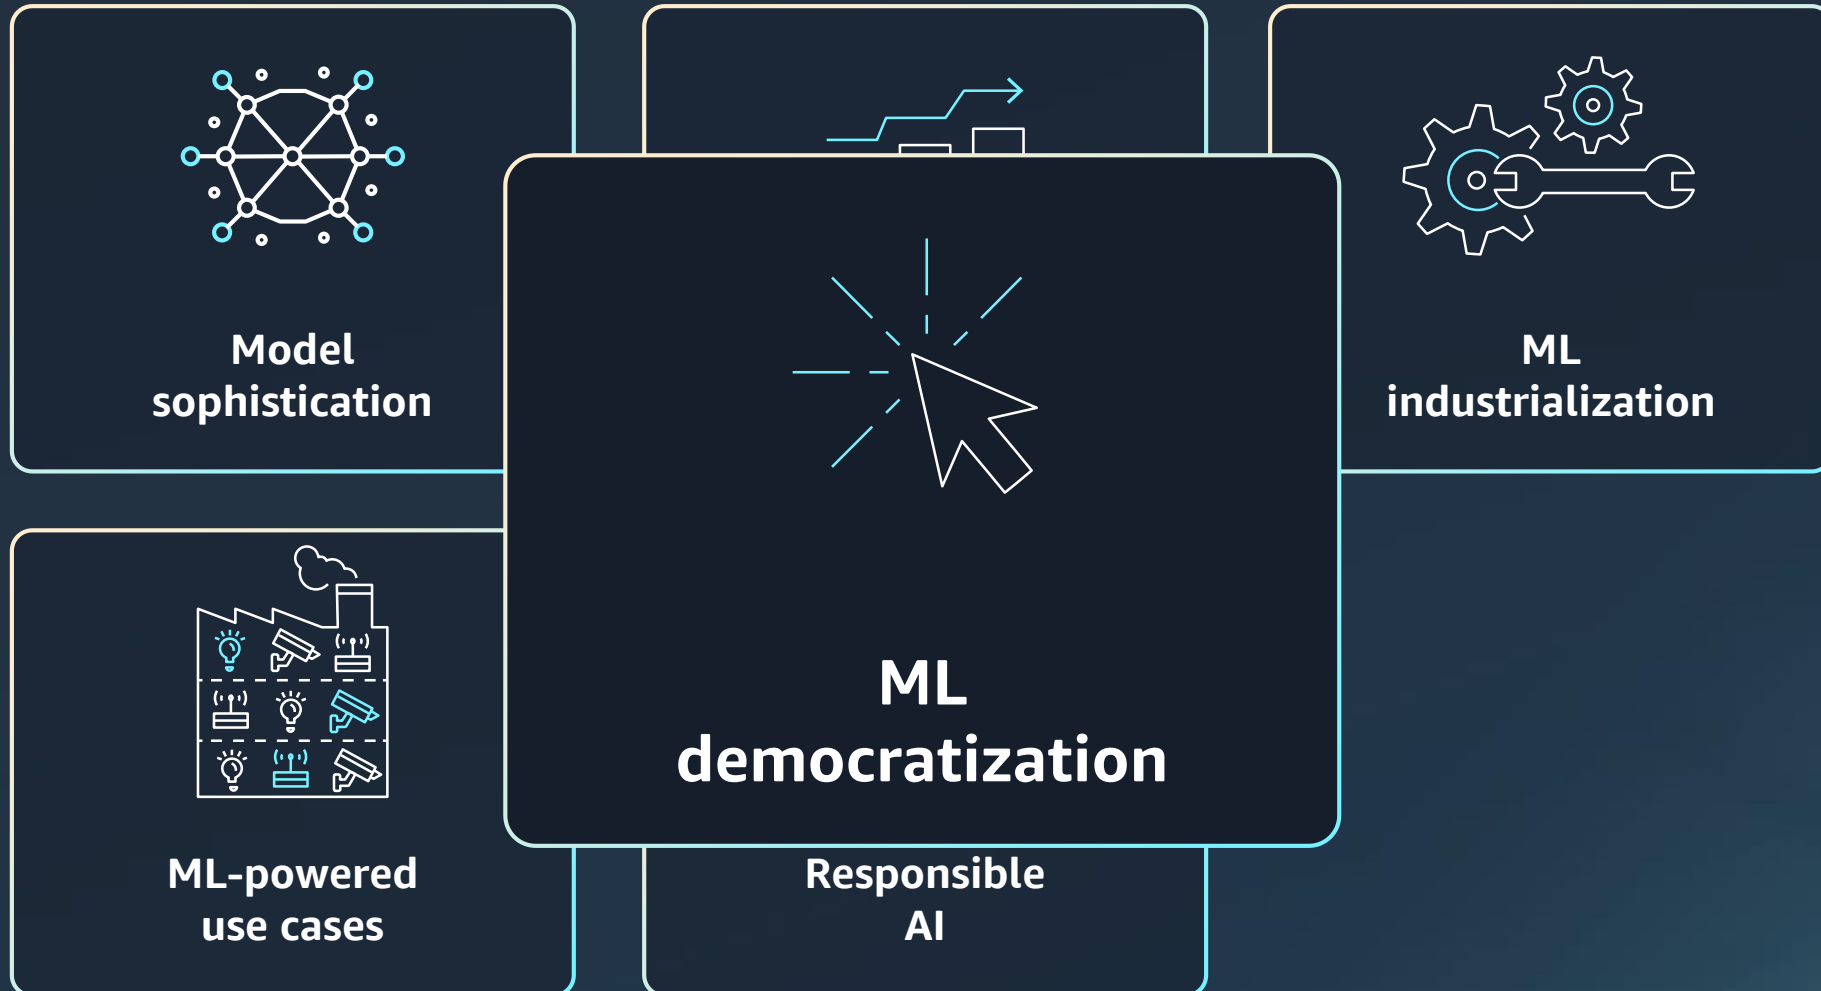 Model
sophistication
ML
industrialization
ML
democratization
ML-powered
use cases
Responsible
AI